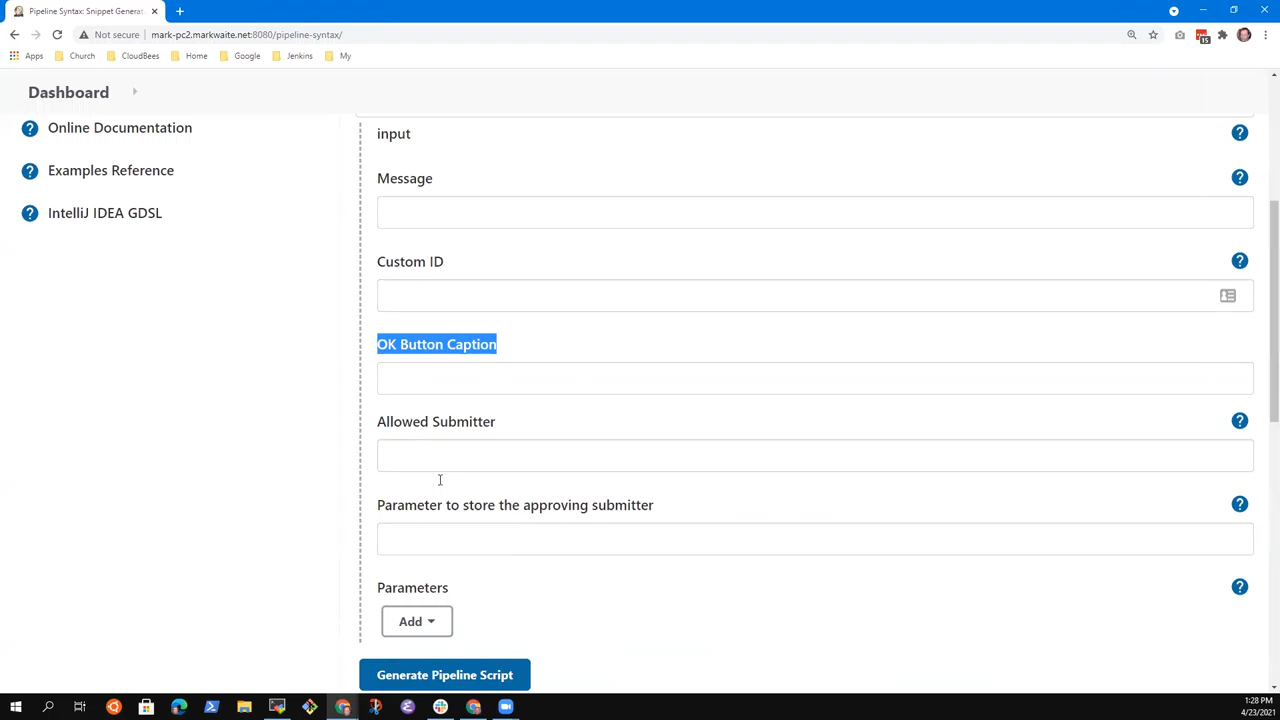 Pipeline Syntax: Snippet Generat
Not secure
mark-pc2.markwaite.net:8080/pipeline-syntax/
15
Apps
Church
CloudBees
Home
Google
Jenkins
My
Dashboard
Online Documentation
Examples Reference
IntelliJ IDEA GDSL
input
Message
Custom ID
OK Button Caption
Allowed Submitter
Parameter to store the approving submitter
Parameters
Add
Generate Pipeline Script
1:28 PM
4/23/2021